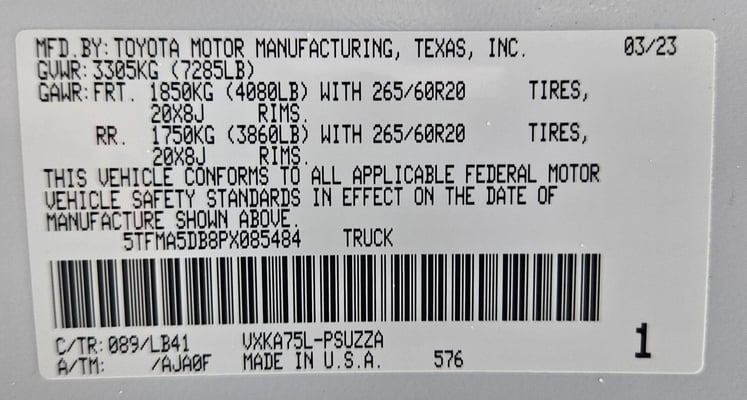 MFD.BY: TOYOTA MOTOR MANUFACTURING, TEXAS, INC. 03/23
GVWR: 3305KG (7285LB)
GAWR: FRT. 1850KG (4080LB) WITH 265/60R20 TIRES,
20X8J RIMS.
RR. 1750KG (3860LB) WITH 265/60R20 TIRES,
20X8J RIMS.
THIS VEHICLE CONFORMS TO ALL APPLICABLE FEDERAL MOTOR
VEHICLE SAFETY STANDARDS IN EFFECT ON THE DATE OF
MANUFACTURE SHOWN ABOVE.
5TFMA5DB8PX085484 TRUCK
C/TR: 089/LB41 VXKA75L-PSUZZA
A/TM: /AJA0F MADE IN U.S.A. 576
1